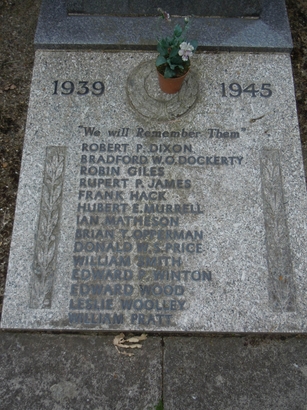 1939 1945
"We will Remember Them"
ROBERT P. DIXON
BRADFORD W.O. DOCKERTY
ROBIN GILES
RUPERT P. JAMES
FRANK HACK
HUBERT E. MURRELL
IAN MATHESON
BRIAN T. OPPERMAN
DONALD W.S. PRICE
WILLIAM SMITH
EDWARD P. WINTON
EDWARD WOOD
LESLIE WOOLLEY
WILLIAM PRATT